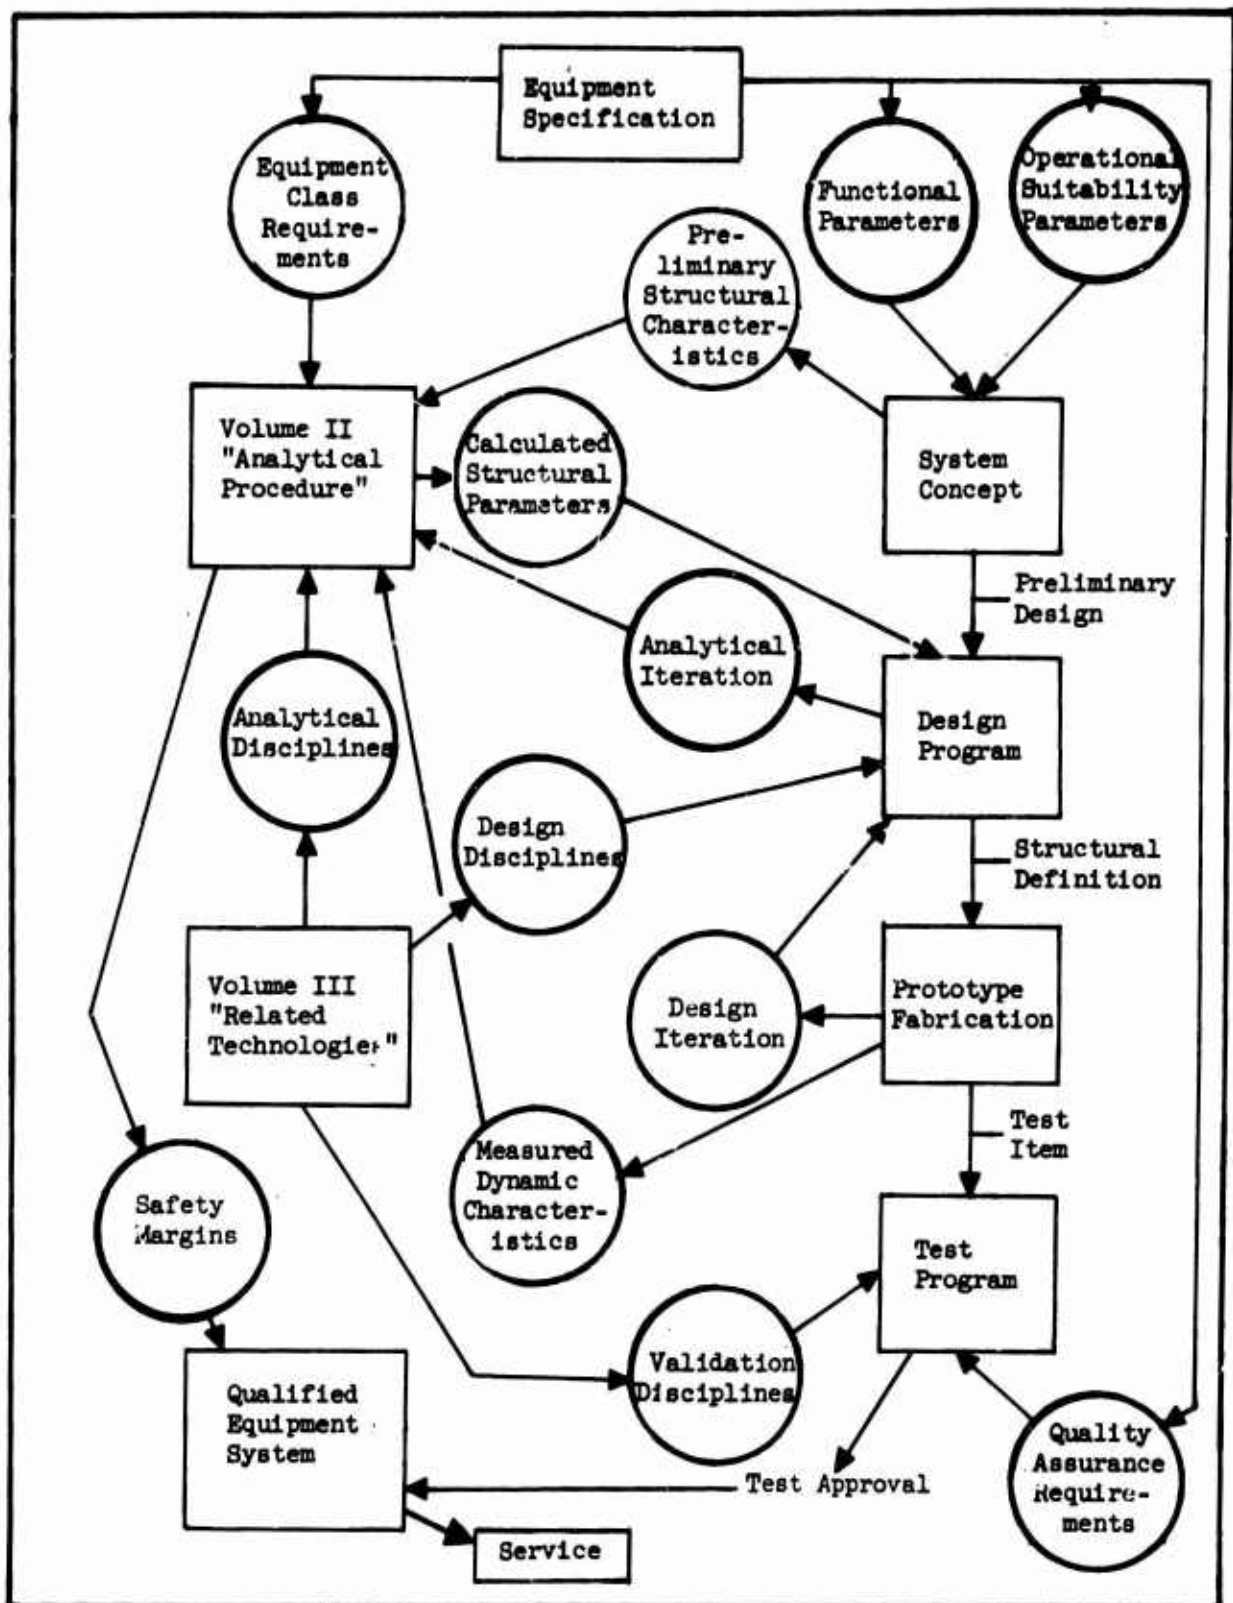 Equipment
Specification
Equipment
Class
Require-
ments
Functional
Parameters
Operational
Suitability
Parameters
Pre-
liminary
Structural
Character-
istics
Volume II
"Analytical
Procedure"
Calculated
Structural
Parameters
System
Concept
Preliminary
Design
Analytical
Iteration
Analytical
Disciplines
Design
Program
Design
Disciplines
Structural
Definition
Volume III
"Related
Technologies"
Design
Iteration
Prototype
Fabrication
Test
Item
Measured
Dynamic
Character-
istics
Safety
Margins
Test
Program
Validation
Disciplines
Qualified
Equipment
System
Quality
Assurance
Require-
ments
Test Approval
Service